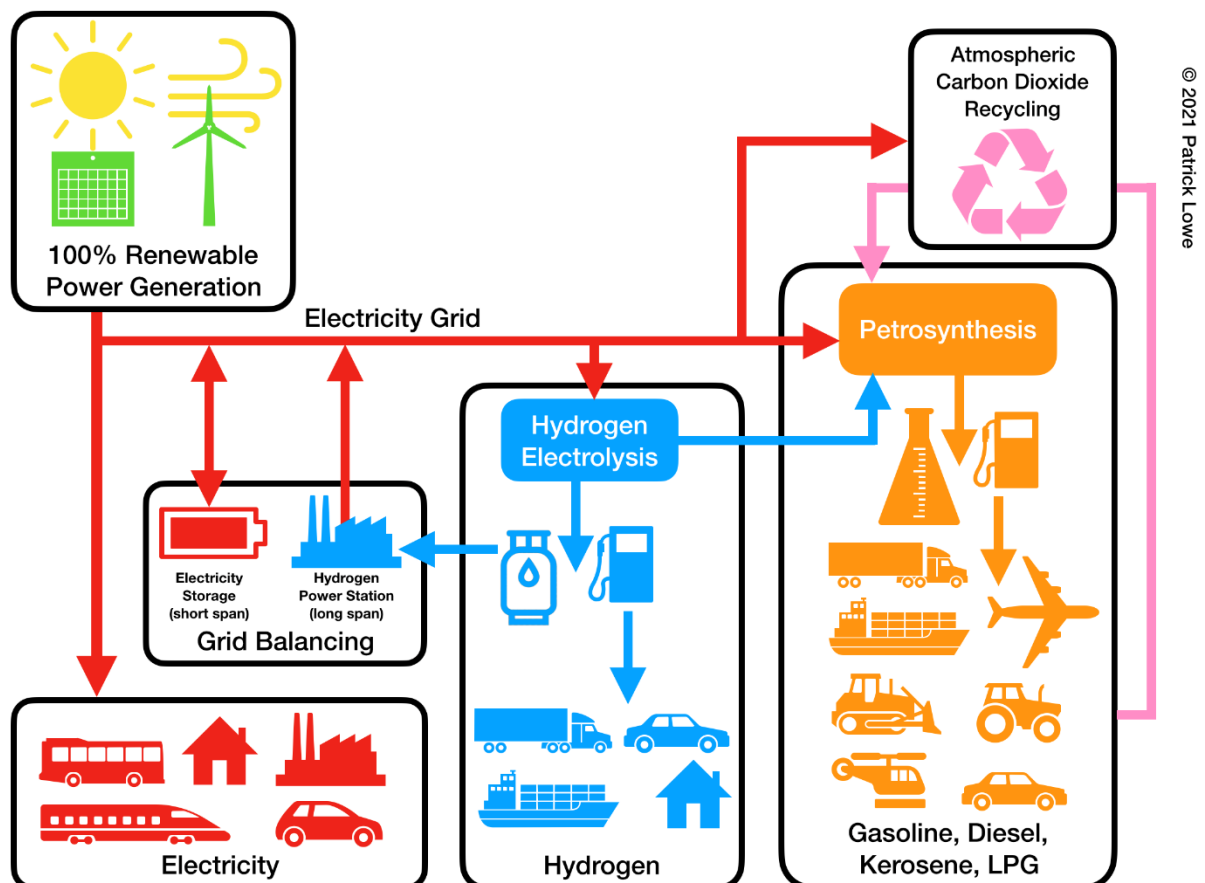 100% Renewable
Power Generation
Atmospheric
Carbon Dioxide
Recycling
© 2021 Patrick Lowe
Electricity Grid
Petrosynthesis
Hydrogen
Electrolysis
Electricity
Storage
(short span)
Hydrogen
Power Station
(long span)
Grid Balancing
Electricity
Hydrogen
Gasoline, Diesel,
Kerosene, LPG